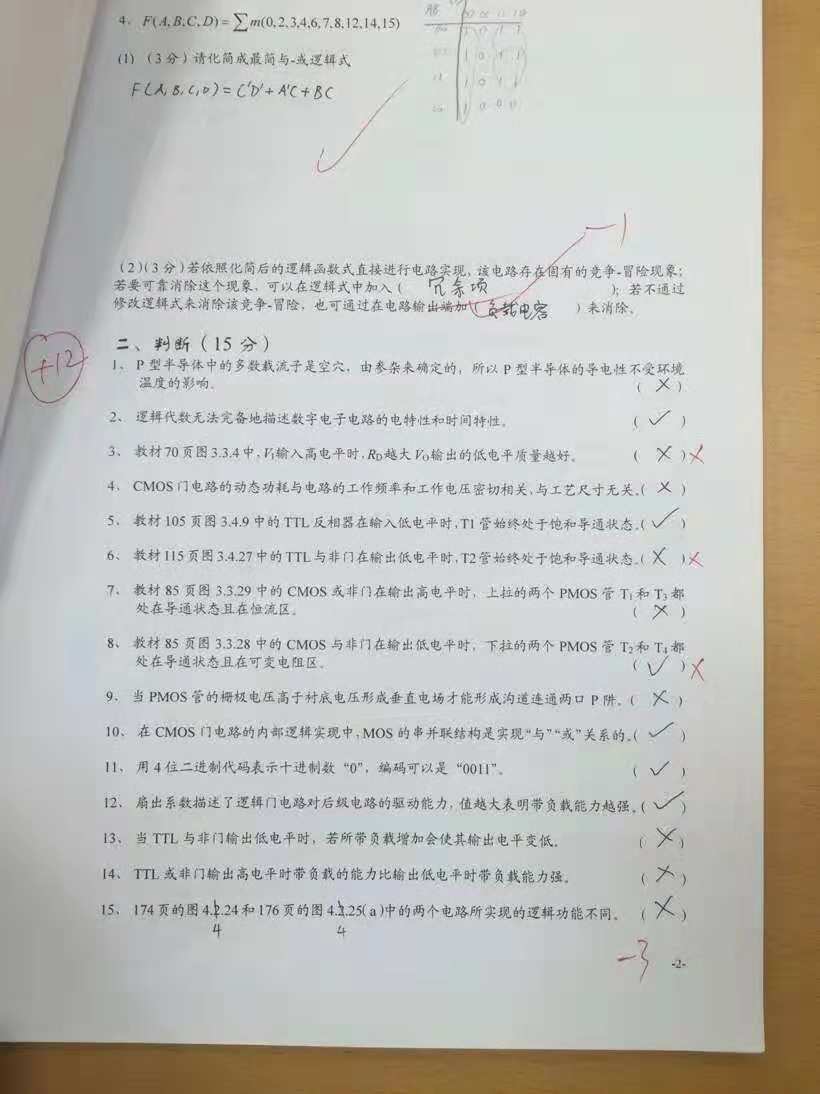 4、F(A,B,C,D)=∑m(0,2,3,4,6,7,8,12,14,15)
AB
1 0 1 1
1 0 1 1
1 0 0 0
(1) (3分)请化简成最简与-或逻辑式
F(A,B,C,D)=C'D'+A'C+BC
-1
(2)(3分)若依照化简后的逻辑函数式直接进行电路实现,该电路存在固有的竞争-冒险现象;
若要可靠消除这个现象,可以在逻辑式中加入( 冗余项 );若不通过
修改逻辑式来消除该竞争-冒险,也可通过在电路输出端加(负载电容 )来消除。
+12
二、判断(15分)
1、P型半导体中的多数载流子是空穴,由参杂来确定的,所以P型半导体的导电性不受环境
温度的影响。 (×)
2、逻辑代数无法完备地描述数字电子电路的电特性和时间特性。 (✓)
3、教材70页图3.3.4中,VI输入高电平时,RD越大VO输出的低电平质量越好。 (×)×
4、CMOS门电路的动态功耗与电路的工作频率和工作电压密切相关,与工艺尺寸无关。(×)
5、教材105页图3.4.9中的TTL反相器在输入低电平时,T1管始终处于饱和导通状态。(✓)
6、教材115页图3.4.27中的TTL与非门在输出低电平时,T2管始终处于饱和导通状态。(×)×
7、教材85页图3.3.29中的CMOS或非门在输出高电平时,上拉的两个PMOS管T1和T3都
处在导通状态且在恒流区。 (×)
8、教材85页图3.3.28中的CMOS与非门在输出低电平时,下拉的两个PMOS管T2和T4都
处在导通状态且在可变电阻区。 (✓)×
9、当PMOS管的栅极电压高于衬底电压形成垂直电场才能形成沟道连通两口P阱。(×)
10、在CMOS门电路的内部逻辑实现中,MOS的串并联结构是实现“与”“或”关系的。(✓)
11、用4位二进制代码表示十进制数“0”,编码可以是“0011”。 (✓)
12、扇出系数描述了逻辑门电路对后级电路的驱动能力,值越大表明带负载能力越强。(✓)
13、当TTL与非门输出低电平时,若所带负载增加会使其输出电平变低。 (×)
14、TTL或非门输出高电平时带负载的能力比输出低电平时带负载能力强。 (×)
15、174页的图4.2.24和176页的图4.2.25(a)中的两个电路所实现的逻辑功能不同。 (×)
4 4
-3
-2-